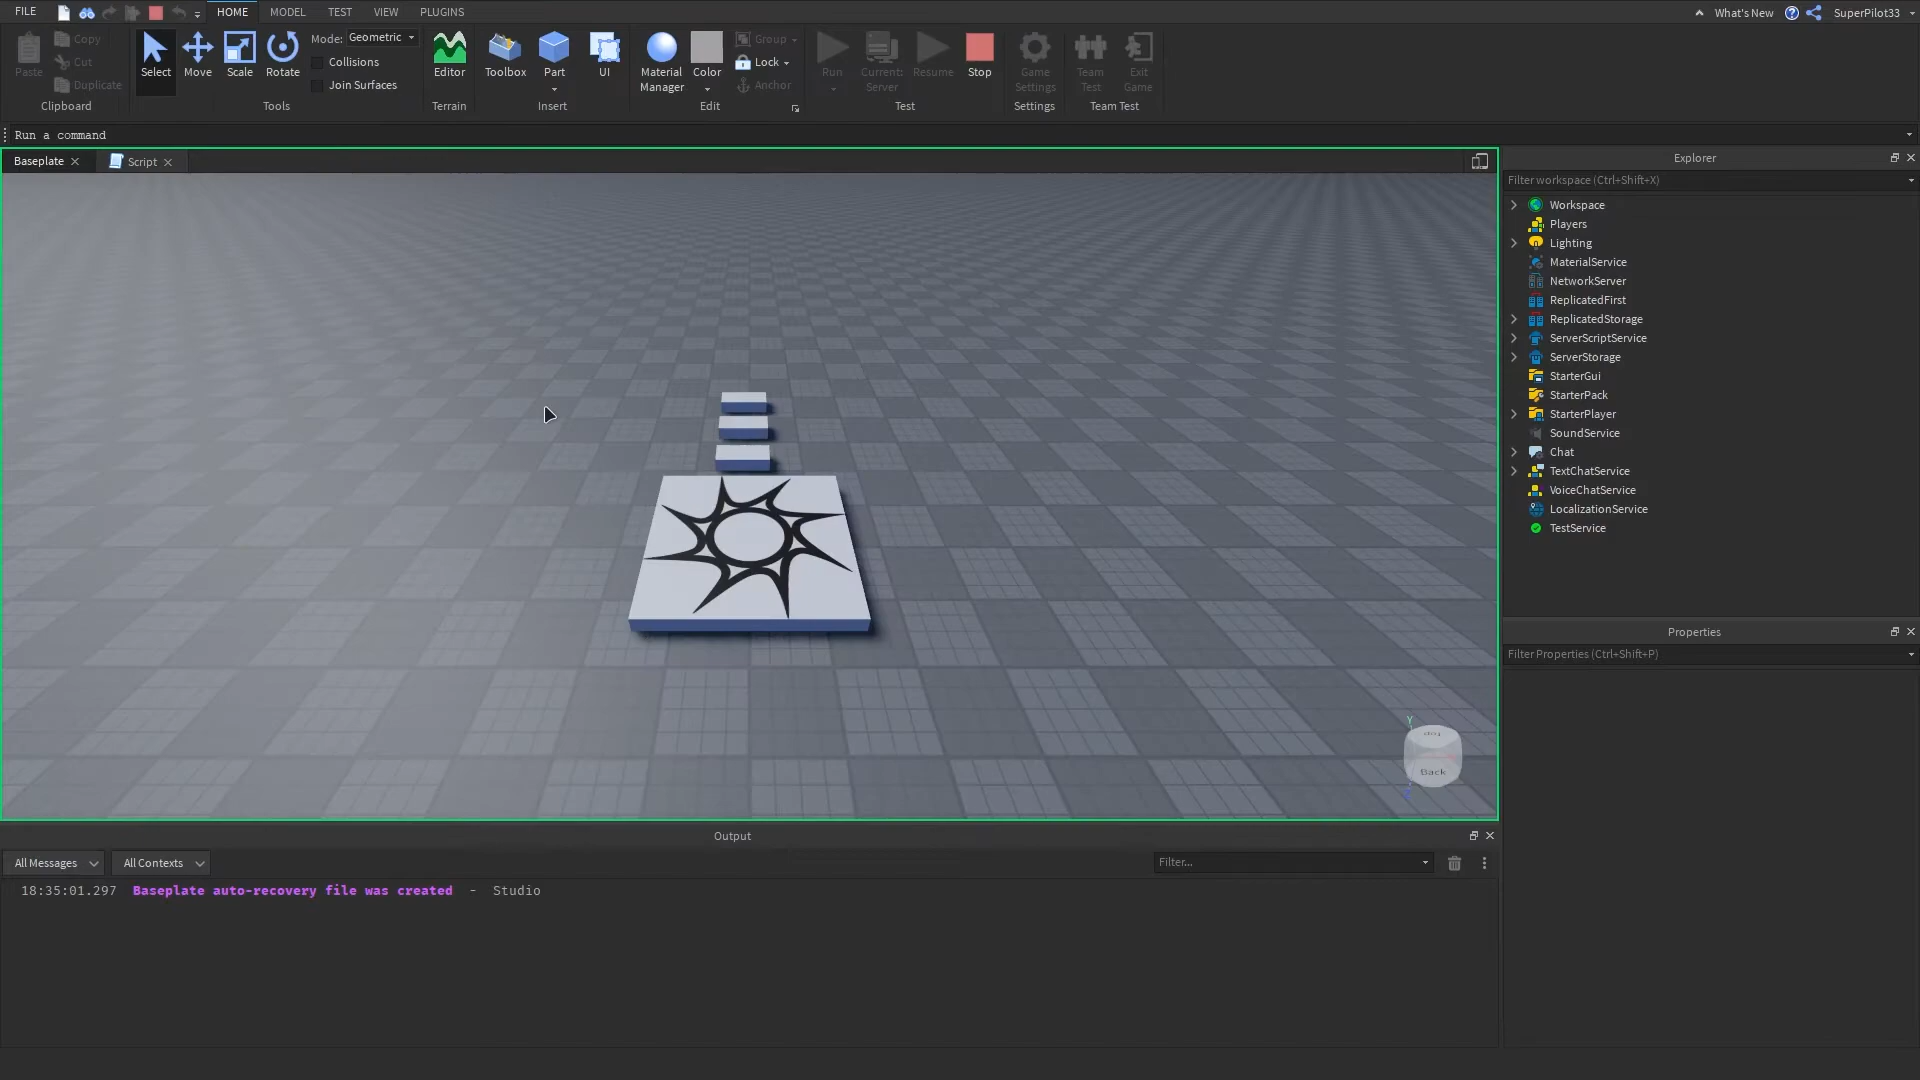 FILE HOME MODEL TEST VIEW PLUGINS What's New SuperPilot33
Paste Copy Cut Duplicate Clipboard
Select Move Scale Rotate Mode: Geometric Collisions Join Surfaces Tools
Editor Terrain
Toolbox Part UI Insert
Material Manager Color Group Lock Anchor Edit
Run Current: Server Resume Stop Test
Game Settings Settings
Team Test Exit Game Team Test
Run a command
Baseplate Script
Back
Y
Explorer
Filter workspace (Ctrl+Shift+X)
Workspace
Players
Lighting
MaterialService
NetworkServer
ReplicatedFirst
ReplicatedStorage
ServerScriptService
ServerStorage
StarterGui
StarterPack
StarterPlayer
SoundService
Chat
TextChatService
VoiceChatService
LocalizationService
TestService
Properties
Filter Properties (Ctrl+Shift+P)
Output
All Messages All Contexts Filter...
18:35:01.297 Baseplate auto-recovery file was created - Studio